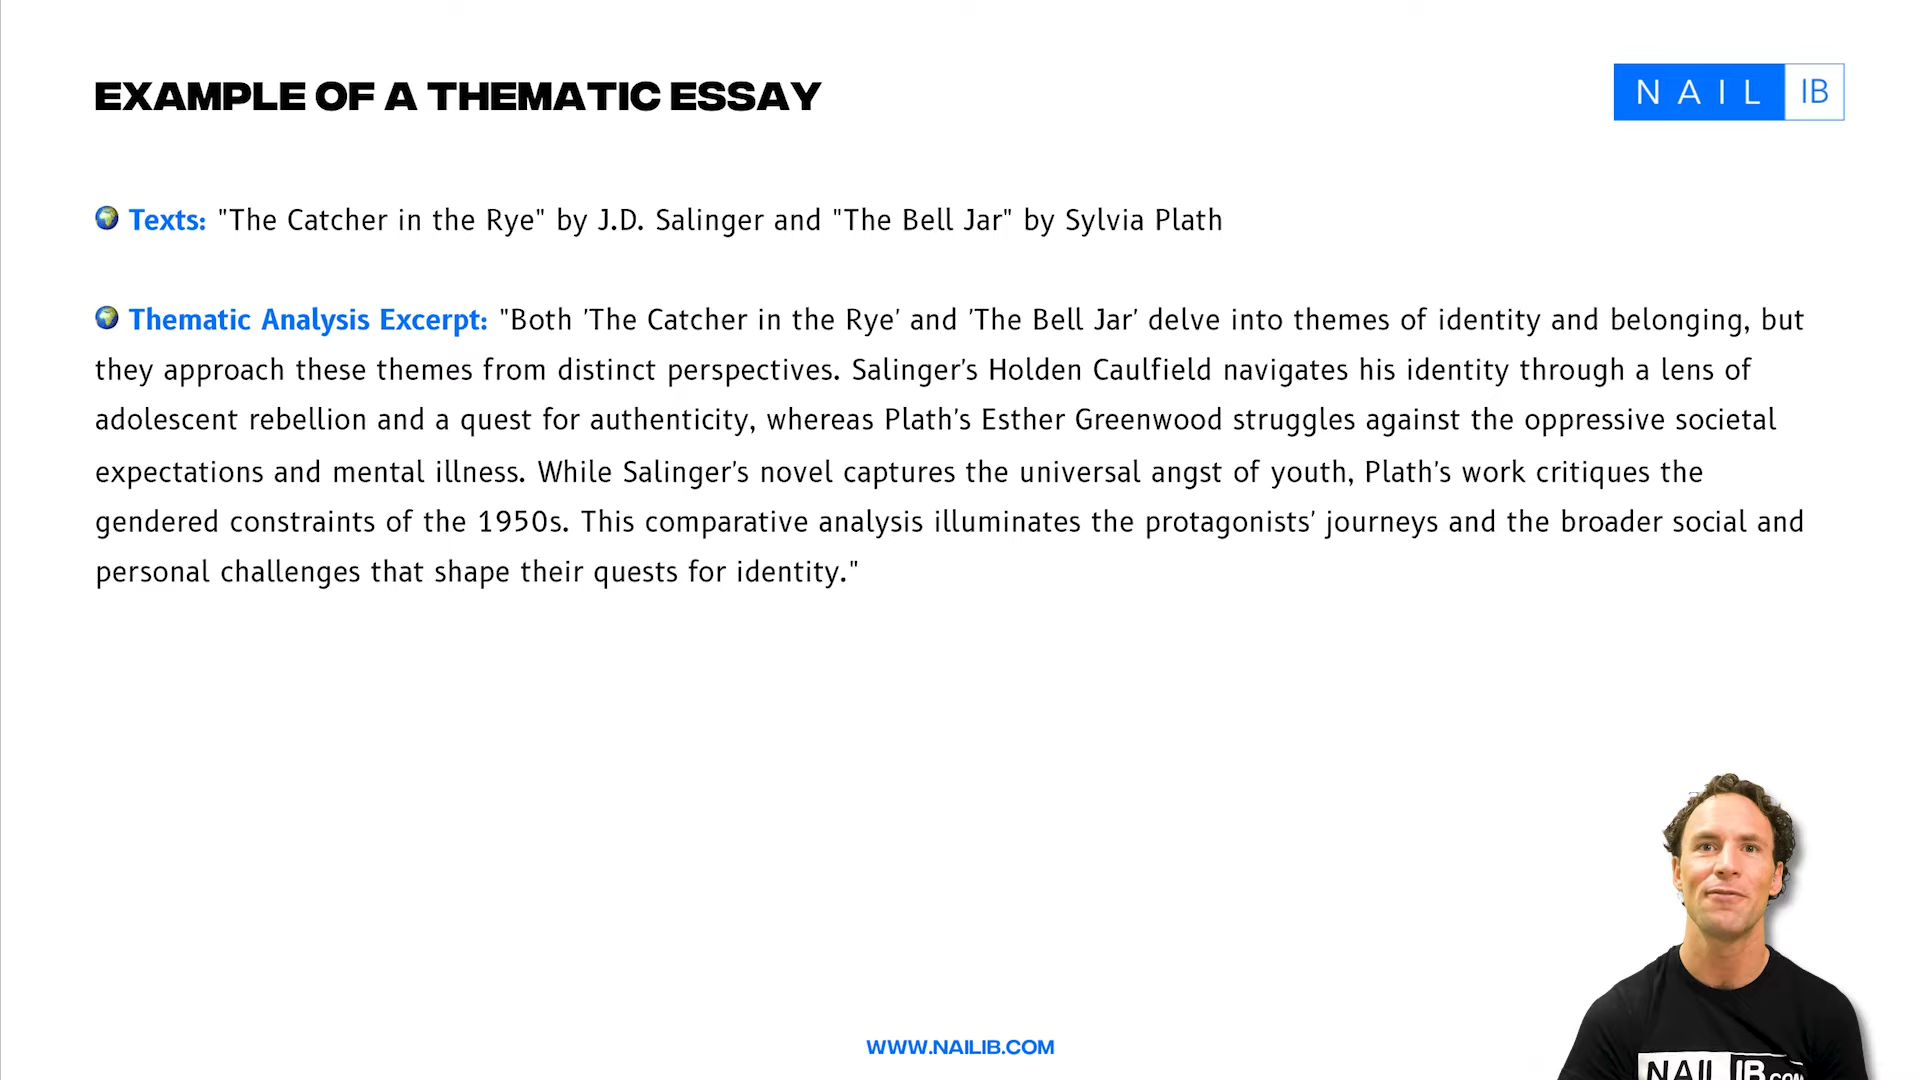 EXAMPLE OF A THEMATIC ESSAY
NAIL IB
Texts: "The Catcher in the Rye" by J.D. Salinger and "The Bell Jar" by Sylvia Plath
Thematic Analysis Excerpt: "Both 'The Catcher in the Rye' and 'The Bell Jar' delve into themes of identity and belonging, but
they approach these themes from distinct perspectives. Salinger's Holden Caulfield navigates his identity through a lens of
adolescent rebellion and a quest for authenticity, whereas Plath's Esther Greenwood struggles against the oppressive societal
expectations and mental illness. While Salinger's novel captures the universal angst of youth, Plath's work critiques the
gendered constraints of the 1950s. This comparative analysis illuminates the protagonists' journeys and the broader social and
personal challenges that shape their quests for identity."
WWW.NAILIB.COM
NAIL IB.COM